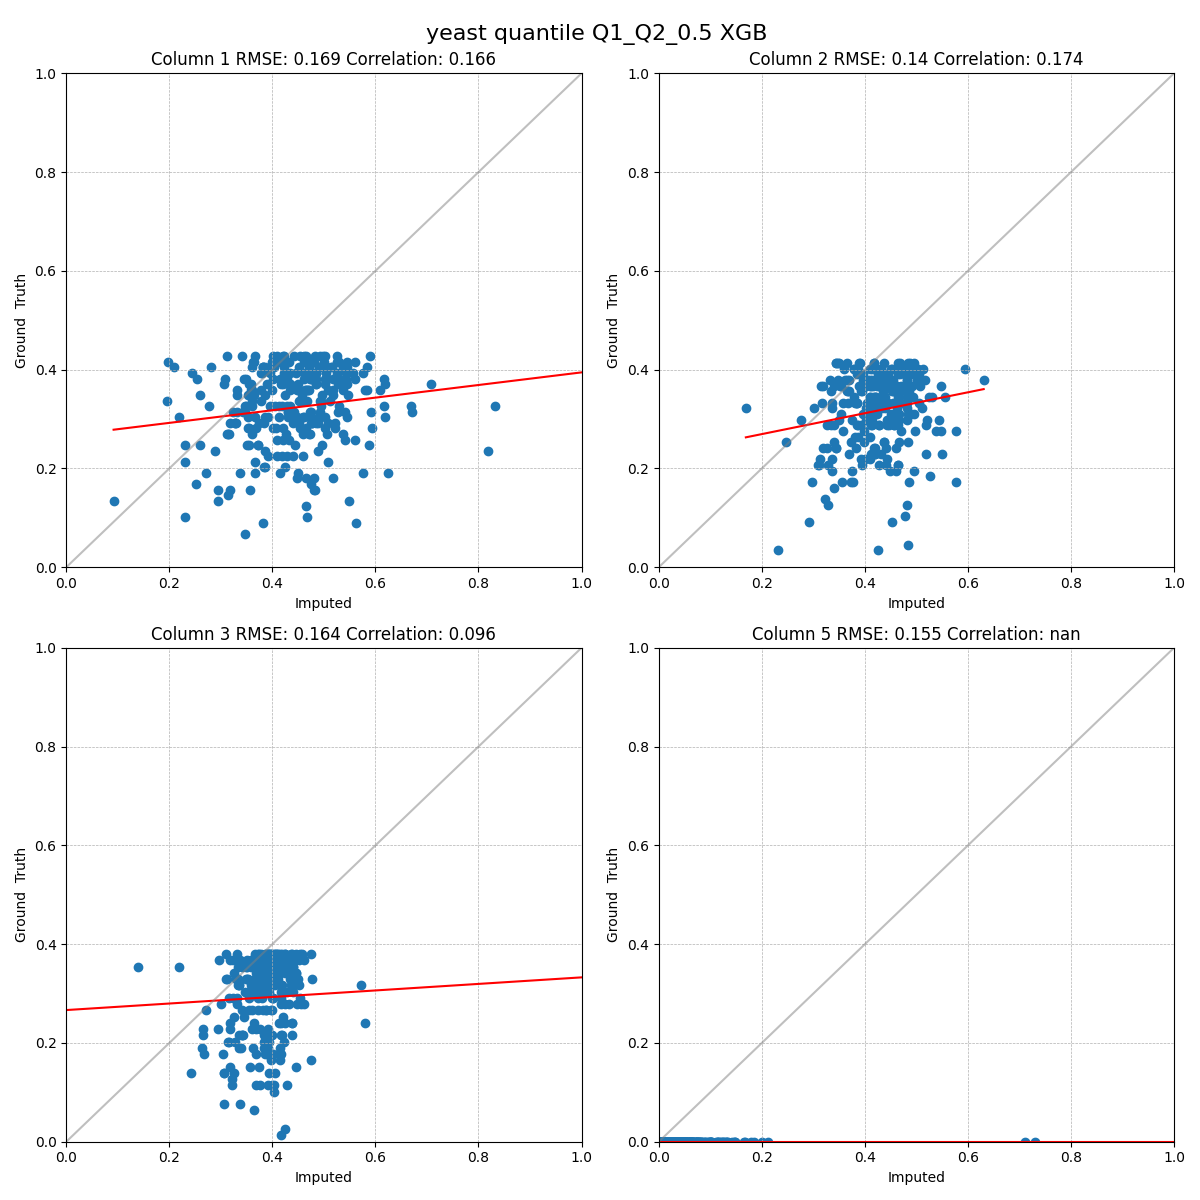 yeast quantile Q1_Q2_0.5 XGB
Column 1 RMSE: 0.169 Correlation: 0.166
1.0
0.8
0.6
0.4
0.2
0.0
Ground Truth
0.0 0.2 0.4 0.6 0.8 1.0
Imputed
Column 2 RMSE: 0.14 Correlation: 0.174
1.0
0.8
0.6
0.4
0.2
0.0
Ground Truth
0.0 0.2 0.4 0.6 0.8 1.0
Imputed
Column 3 RMSE: 0.164 Correlation: 0.096
1.0
0.8
0.6
0.4
0.2
0.0
Ground Truth
0.0 0.2 0.4 0.6 0.8 1.0
Imputed
Column 5 RMSE: 0.155 Correlation: nan
1.0
0.8
0.6
0.4
0.2
0.0
Ground Truth
0.0 0.2 0.4 0.6 0.8 1.0
Imputed